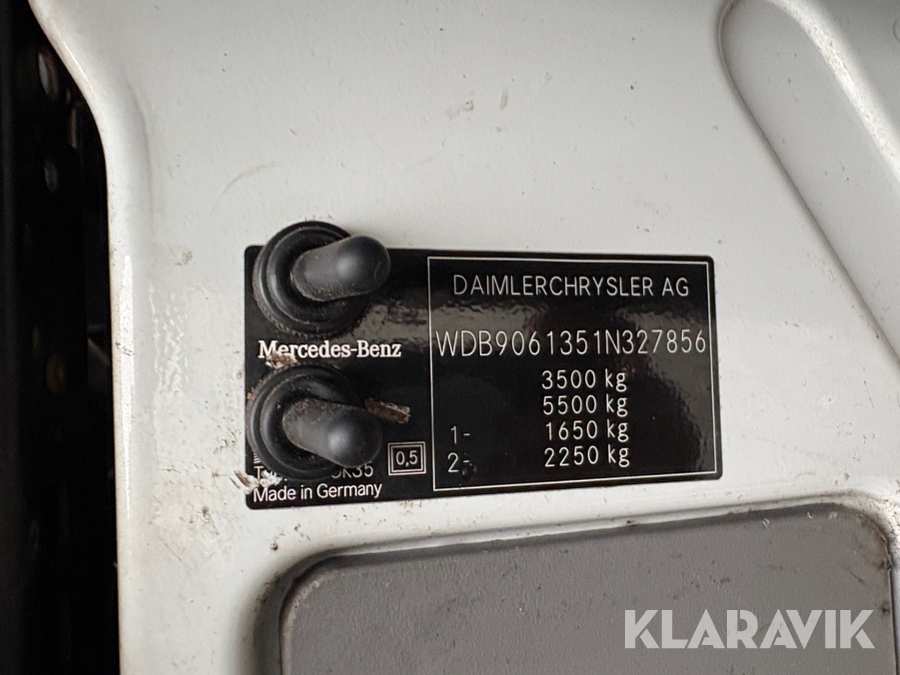 DAIMLERCHRYSLER AG
WDB9061351N327856
3500 kg
5500 kg
1- 1650 kg
2- 2250 kg
Mercedes-Benz
0,5
Made in Germany
KLARAVIK